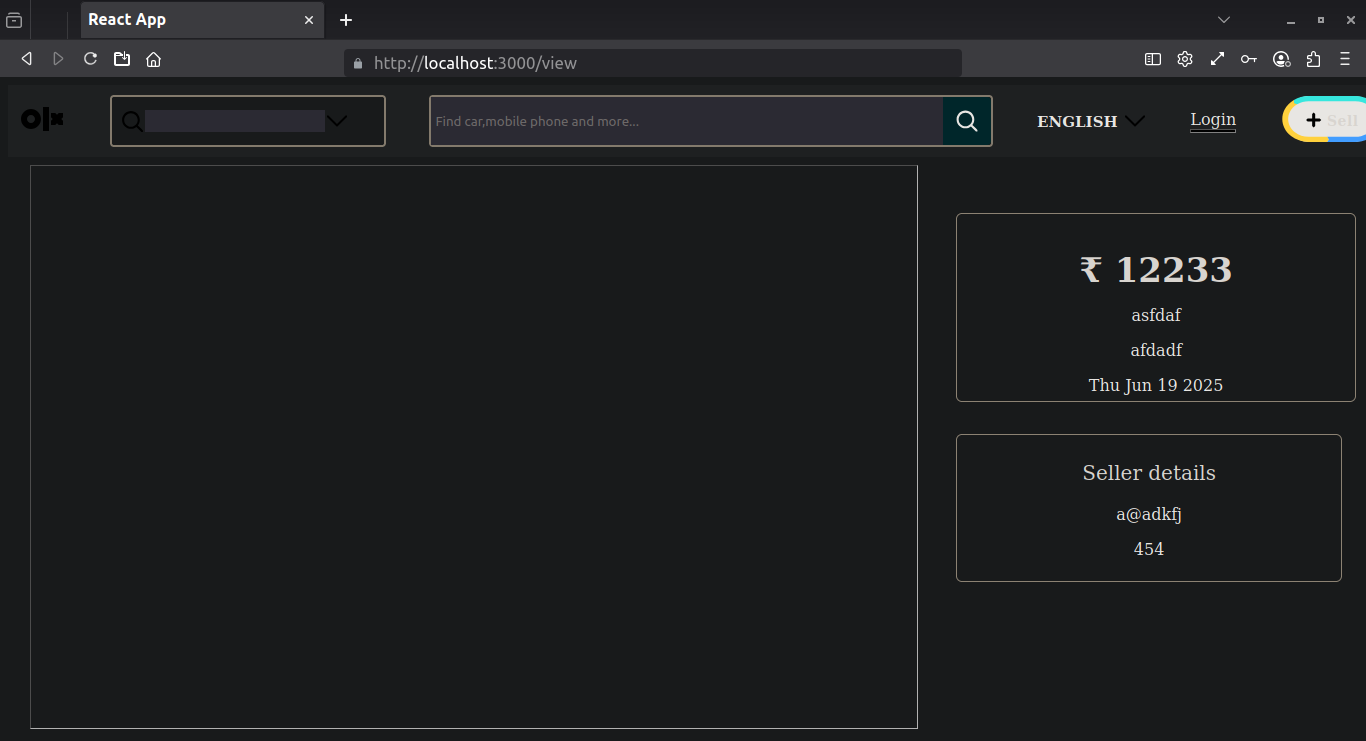 React App
http://localhost:3000/view
olx
Find car,mobile phone and more...
ENGLISH
Login
Sell
₹ 12233
asfdaf
afdadf
Thu Jun 19 2025
Seller details
a@adkfj
454